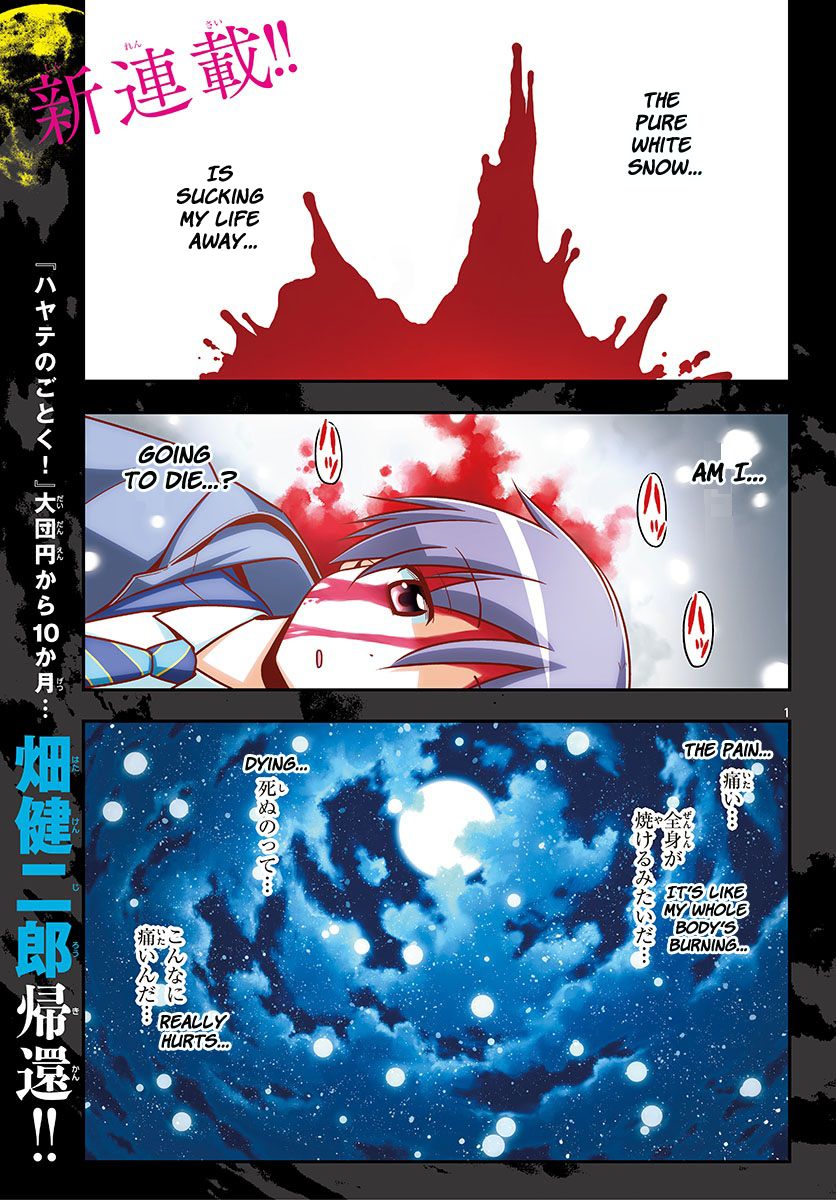 新連載!!
THE
PURE
WHITE
SNOW...
IS
SUCKING
MY LIFE
AWAY...
AM I...
GOING
TO DIE...?
ハッ
ハッ
ハッ
1
THE PAIN...
痛い…
全身が
焼けるみたいだ…
IT'S LIKE
MY WHOLE
BODY'S
BURNING...
DYING...
死ぬのって…
こんなに
痛いんだ…
REALLY
HURTS...
『ハヤテのごとく！』大団円から10か月…
畑健二郎帰還!!